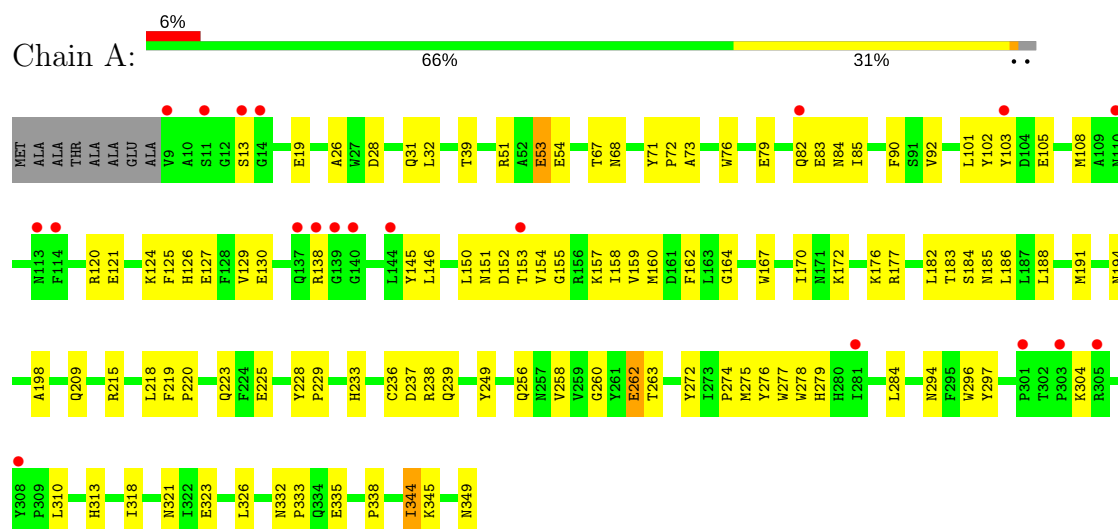 6%
Chain A:
66% 31%
MET ALA ALA THR ALA ALA GLU ALA V9 A10 S11 G12 S13 G14 E19 A26 W27 D28 Q31 L32 T39 R51 A52 E53 E54 T67 N68 Y71 P72 A73 W76 E79 Q82 E83 N84 I85 F90 S91 V92 L101 Y102 Y103 D104 E105 M108 A109 N110
N113 F114 R120 E121 K124 F125 H126 E127 F128 V129 E130 Q137 R138 G139 G140 L144 Y145 L146 L150 N151 D152 T153 V154 G155 R156 K157 I158 V159 M160 D161 F162 L163 G164 W167 I170 N171 K172 K176 R177 L182 T183 S184 N185 L186 L187 L188 M191
A198 Q209 R215 L218 F219 P220 Q223 F224 E225 Y228 P229 H233 C236 D237 R238 Q239 Y249 Q256 N257 V258 V259 G260 Y261 E262 T263 Y272 I273 P274 M275 Y276 W277 W278 H279 H280 I281 L284 N294 F295 W296 Y297 P301 T302 P303 K304 R305
Y308 P309 L310 H313 I318 N321 I322 E323 L326 N332 P333 Q334 E335 P338 I344 K345 N349